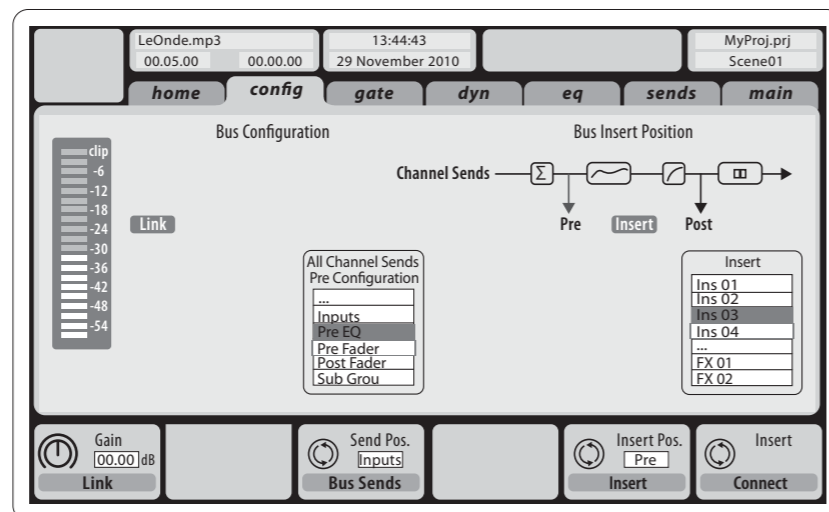 LeOnde.mp3
00.05.00 00.00.00
13:44:43
29 November 2010
MyProj.prj
Scene01
home config gate dyn eq sends main
Bus Configuration
Bus Insert Position
clip
-6
-12
-18
-24
-30
-36
-42
-48
-54
Link
Channel Sends
Σ
Pre Insert Post
All Channel Sends
Pre Configuration
...
Inputs
Pre EQ
Pre Fader
Post Fader
Sub Grou
Insert
Ins 01
Ins 02
Ins 03
Ins 04
...
FX 01
FX 02
Gain
00.00 dB
Link
Send Pos.
Inputs
Bus Sends
Insert Pos.
Pre
Insert
Insert
Connect